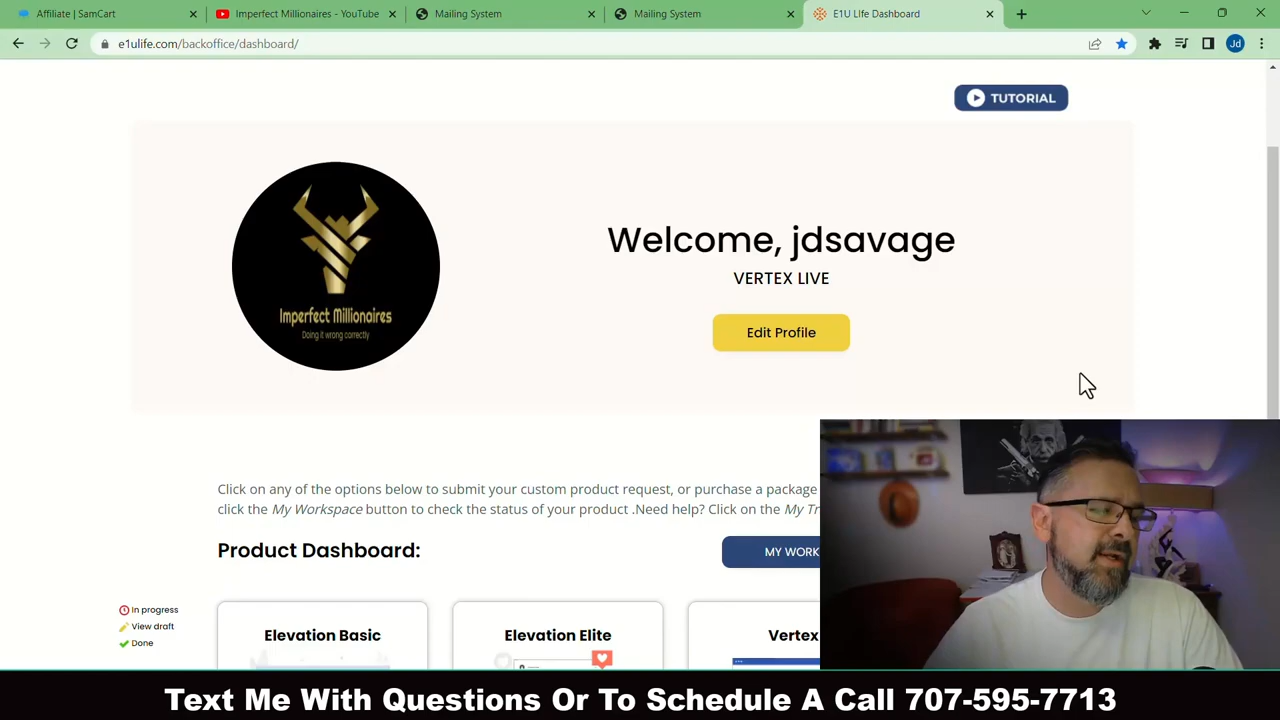 Affiliate | SamCart
Imperfect Millionaires - YouTube
Mailing System
Mailing System
E1U LIfe Dashboard
e1ulife.com/backoffice/dashboard/
Jd
TUTORIAL
Imperfect Millionaires
Doing it wrong correctly
Welcome, jdsavage
VERTEX LIVE
Edit Profile
Click on any of the options below to submit your custom product request, or purchase a package
click the My Workspace button to check the status of your product .Need help? Click on the My
Product Dashboard:
MY WORK
In progress
View draft
Done
Elevation Basic
Elevation Elite
Vertex
Text Me With Questions Or To Schedule A Call 707-595-7713